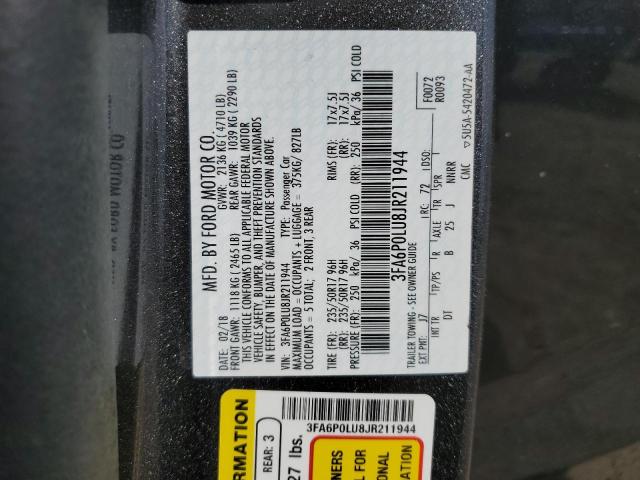 MFD. BY FORD MOTOR CO.
DATE: 02/18 GVWR: 2136 KG ( 4710 LB)
FRONT GAWR: 1118 KG ( 2465 LB) REAR GAWR: 1039 KG ( 2290 LB)
THIS VEHICLE CONFORMS TO ALL APPLICABLE FEDERAL MOTOR
VEHICLE SAFETY, BUMPER, AND THEFT PREVENTION STANDARDS
IN EFFECT ON THE DATE OF MANUFACTURE SHOWN ABOVE.
VIN: 3FA6P0LU8JR211944 TYPE: Passenger Car
MAXIMUM LOAD = OCCUPANTS + LUGGAGE = 375KG/ 827LB
OCCUPANTS = 5 TOTAL; 2 FRONT, 3 REAR
TIRE (FR): 235/50R17 96H RIMS (FR): 17x7.5J
(RR): 235/50R17 96H (RR): 17x7.5J
PRESSURE (FR): 250 kPa/ 36 PSI COLD (RR): 250 kPa/ 36 PSI COLD
3FA6P0LU8JR211944
F0072
R0093
TRAILER TOWING - SEE OWNER GUIDE
EXT PNT: J7 RC: 72 DSO:
INT TR TP/PS R AXLE TR SPR
DT B 25 J NNRR
CMC
5U5A-5420472-AA
3FA6P0LU8JR211944
RMATION
REAR: 3
27 lbs.
NERS
L FOR
TIONAL
ATION